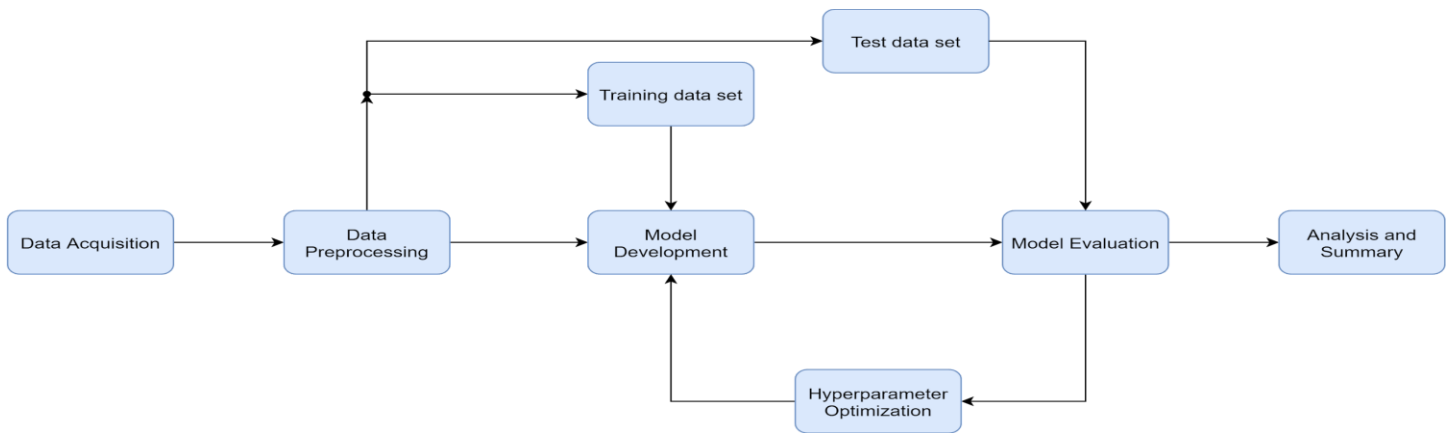 Test data set
Training data set
Data Acquisition
Data
Preprocessing
Model
Development
Model Evaluation
Analysis and
Summary
Hyperparameter
Optimization